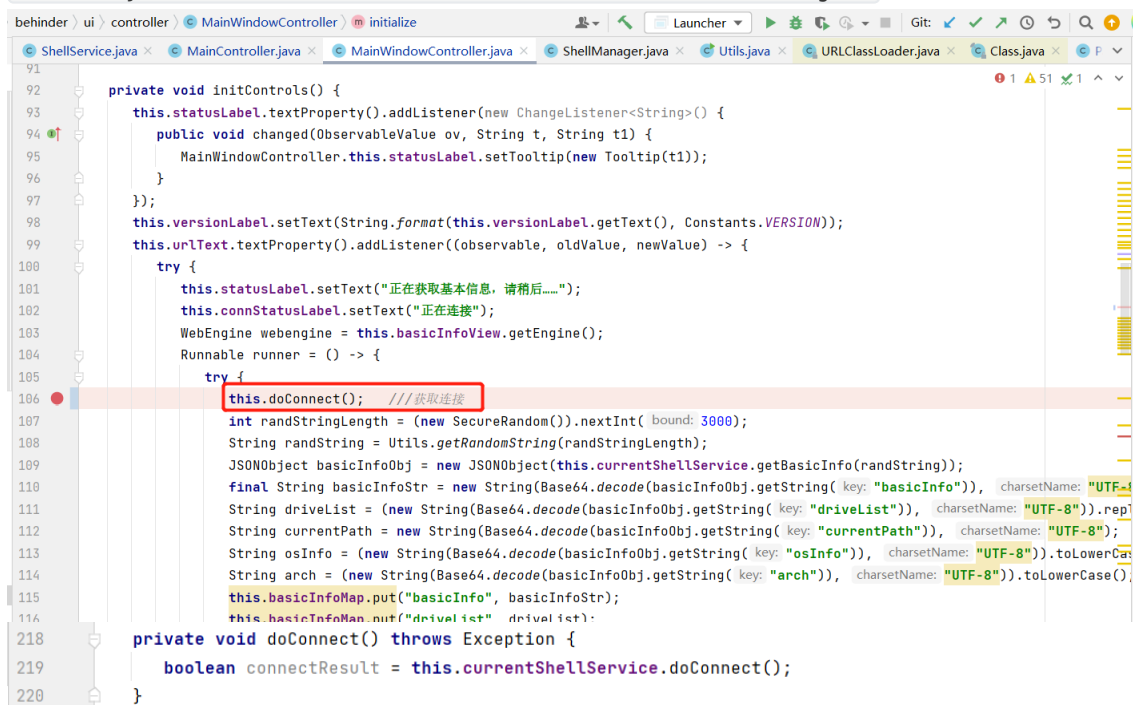 behinder › ui › controller › MainWindowController › initialize Launcher Git:
ShellService.java × MainController.java × MainWindowController.java × ShellManager.java × Utils.java × URLClassLoader.java × Class.java × P
91 1 51 1
92 private void initControls() {
93 this.statusLabel.textProperty().addListener(new ChangeListener<String>() {
94 public void changed(ObservableValue ov, String t, String t1) {
95 MainWindowController.this.statusLabel.setTooltip(new Tooltip(t1));
96 }
97 });
98 this.versionLabel.setText(String.format(this.versionLabel.getText(), Constants.VERSION));
99 this.urlText.textProperty().addListener((observable, oldValue, newValue) -> {
100 try {
101 this.statusLabel.setText("正在获取基本信息，请稍后……");
102 this.connStatusLabel.setText("正在连接");
103 WebEngine webengine = this.basicInfoView.getEngine();
104 Runnable runner = () -> {
105 try {
106 this.doConnect(); ///获取连接
107 int randStringLength = (new SecureRandom()).nextInt( bound: 3000);
108 String randString = Utils.getRandomString(randStringLength);
109 JSONObject basicInfoObj = new JSONObject(this.currentShellService.getBasicInfo(randString));
110 final String basicInfoStr = new String(Base64.decode(basicInfoObj.getString( key: "basicInfo")), charsetName: "UTF-8
111 String driveList = (new String(Base64.decode(basicInfoObj.getString( key: "driveList")), charsetName: "UTF-8")).repl
112 String currentPath = new String(Base64.decode(basicInfoObj.getString( key: "currentPath")), charsetName: "UTF-8");
113 String osInfo = (new String(Base64.decode(basicInfoObj.getString( key: "osInfo")), charsetName: "UTF-8")).toLowerCas
114 String arch = (new String(Base64.decode(basicInfoObj.getString( key: "arch")), charsetName: "UTF-8")).toLowerCase();
115 this.basicInfoMap.put("basicInfo", basicInfoStr);
116 this.basicInfoMap.put("driveList", driveList);
218 private void doConnect() throws Exception {
219 boolean connectResult = this.currentShellService.doConnect();
220 }